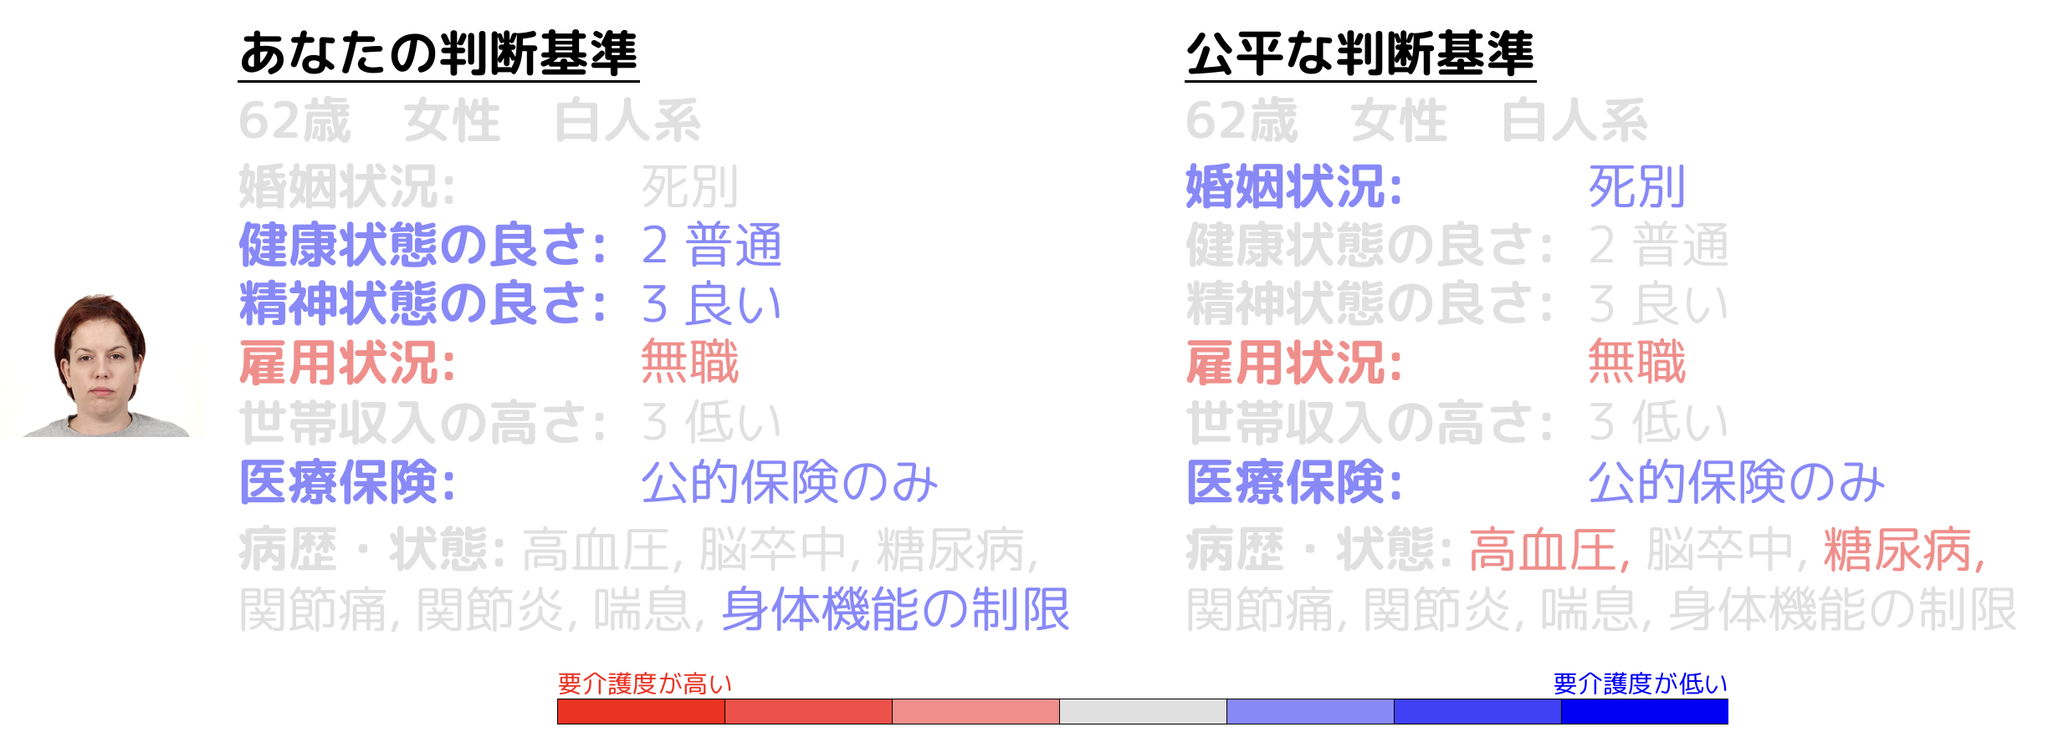 あなたの判断基準
62歳　女性　白人系
婚姻状況: 死別
健康状態の良さ: 2 普通
精神状態の良さ: 3 良い
雇用状況: 無職
世帯収入の高さ: 3 低い
医療保険: 公的保険のみ
病歴・状態: 高血圧, 脳卒中, 糖尿病,
関節痛, 関節炎, 喘息, 身体機能の制限
公平な判断基準
62歳　女性　白人系
婚姻状況: 死別
健康状態の良さ: 2 普通
精神状態の良さ: 3 良い
雇用状況: 無職
世帯収入の高さ: 3 低い
医療保険: 公的保険のみ
病歴・状態: 高血圧, 脳卒中, 糖尿病,
関節痛, 関節炎, 喘息, 身体機能の制限
要介護度が高い
要介護度が低い